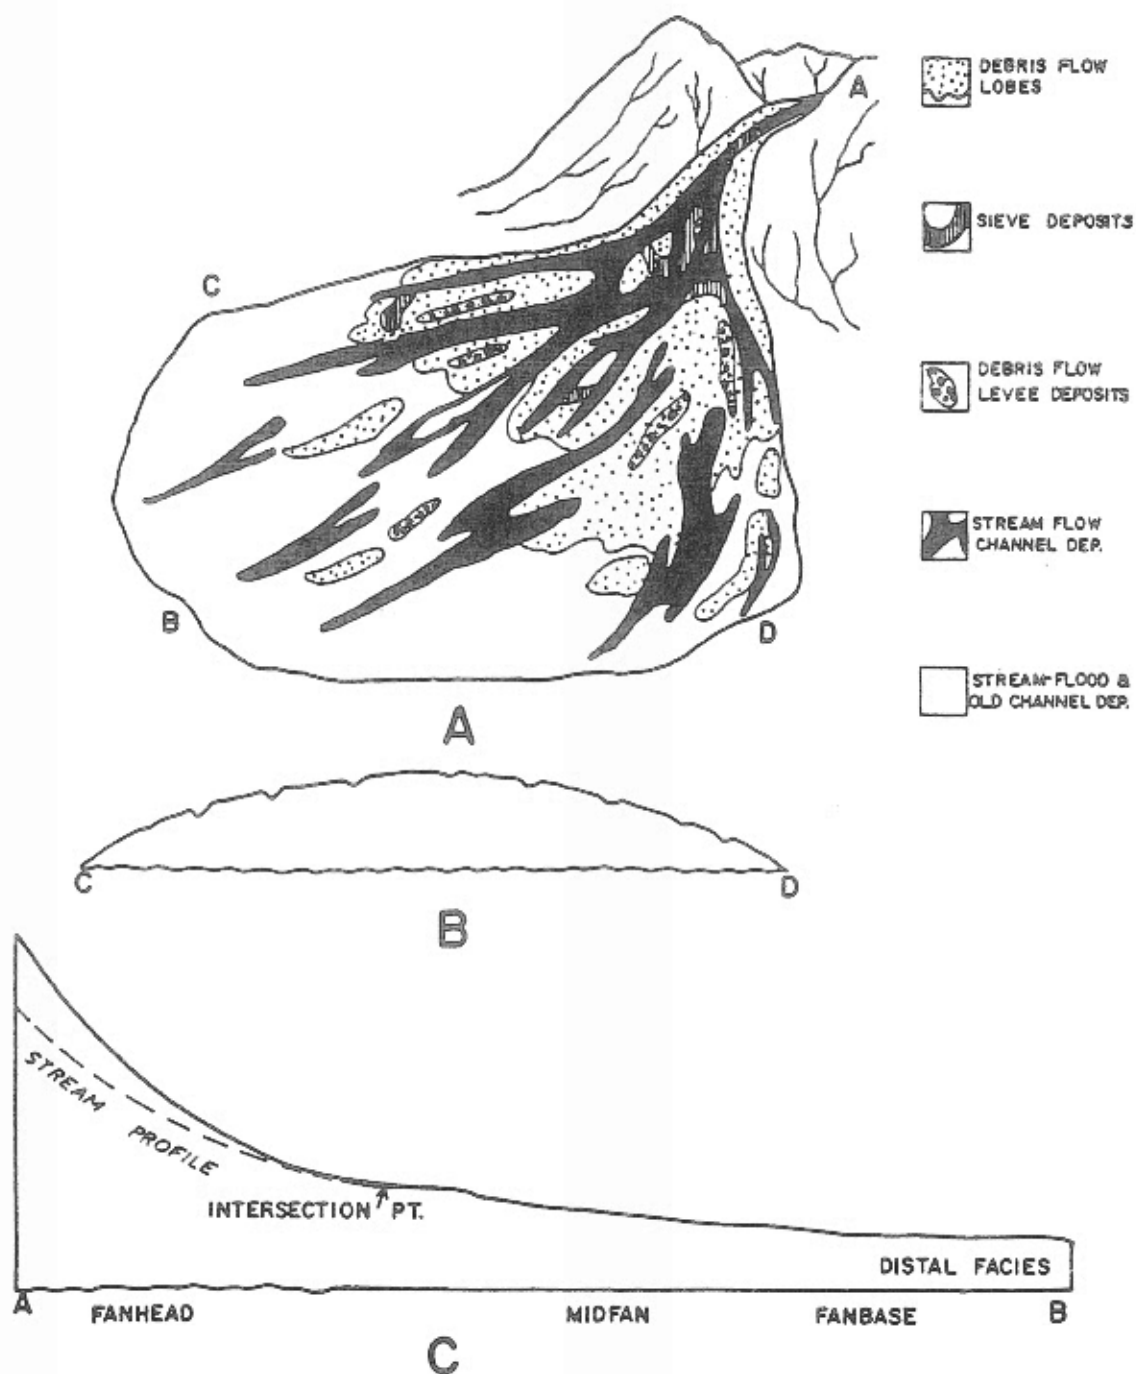 A
DEBRIS FLOW
LOBES
SIEVE DEPOSITS
C
DEBRIS FLOW
LEVEE DEPOSITS
STREAM FLOW
CHANNEL DEP.
B
D
STREAM-FLOOD &
OLD CHANNEL DEP.
A
C
D
B
STREAM PROFILE
INTERSECTION PT.
DISTAL FACIES
A
FANHEAD
MIDFAN
FANBASE
B
C